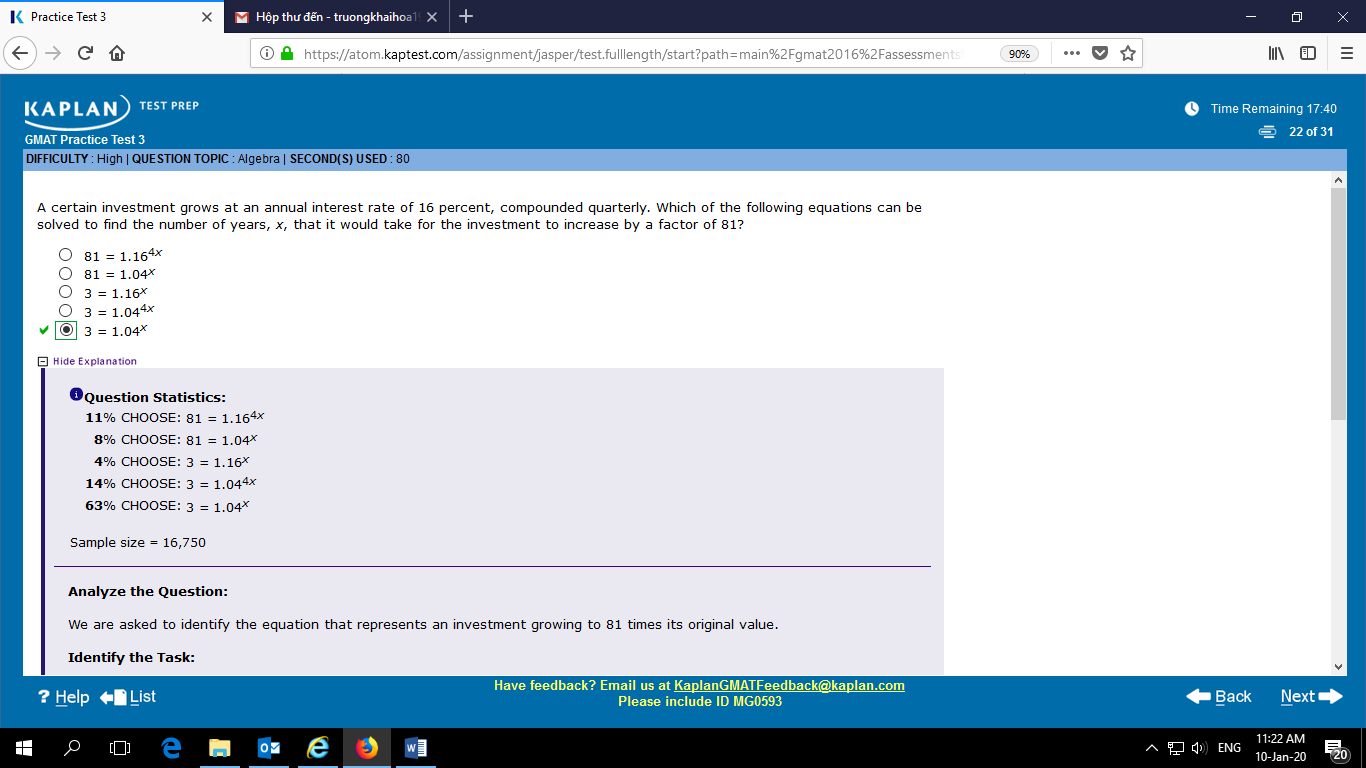 Practice Test 3
Hộp thư đến - truongkhaihoa1
https://atom.kaptest.com/assignment/jasper/test.fulllength/start?path=main%2Fgmat2016%2Fassessments
90%
KAPLAN TEST PREP
Time Remaining 17:40
GMAT Practice Test 3
22 of 31
DIFFICULTY : High | QUESTION TOPIC : Algebra | SECOND(S) USED : 80
A certain investment grows at an annual interest rate of 16 percent, compounded quarterly. Which of the following equations can be
solved to find the number of years, x, that it would take for the investment to increase by a factor of 81?
81 = 1.16^4x
81 = 1.04^x
3 = 1.16^x
3 = 1.04^4x
3 = 1.04^x
Hide Explanation
Question Statistics:
11% CHOOSE: 81 = 1.16^4x
8% CHOOSE: 81 = 1.04^x
4% CHOOSE: 3 = 1.16^x
14% CHOOSE: 3 = 1.04^4x
63% CHOOSE: 3 = 1.04^x
Sample size = 16,750
Analyze the Question:
We are asked to identify the equation that represents an investment growing to 81 times its original value.
Identify the Task:
? Help List
Have feedback? Email us at KaplanGMATFeedback@kaplan.com
Please include ID MG0593
Back Next
ENG
11:22 AM
10-Jan-20
20